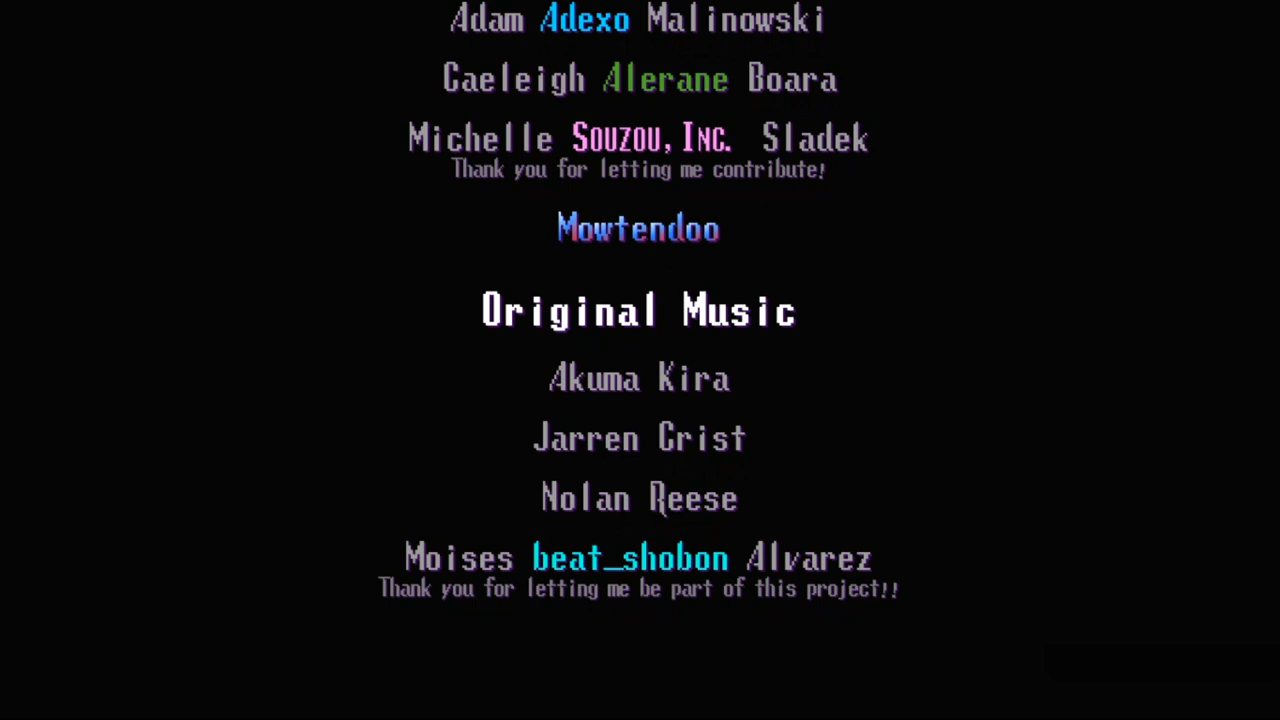 Adam Adexo Malinowski
Caeleigh Alerane Boara
Michelle SOUZOU, INC. Sladek
Thank you for letting me contribute!
Mowtendoo
Original Music
Akuma Kira
Jarren Crist
Nolan Reese
Moises beat_shobon Alvarez
Thank you for letting me be part of this project!!